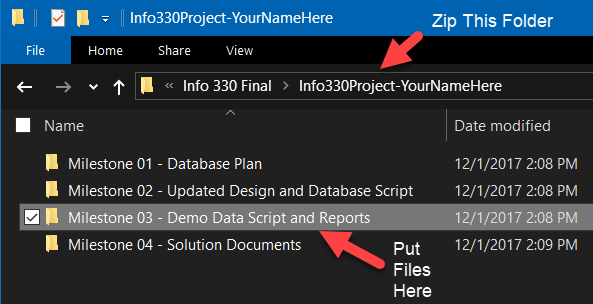 Info330Project-YourNameHere
Zip This Folder
File Home Share View
« Info 330 Final > Info330Project-YourNameHere
Name Date modified
Milestone 01 - Database Plan 12/1/2017 2:08 PM
Milestone 02 - Updated Design and Database Script 12/1/2017 2:08 PM
Milestone 03 - Demo Data Script and Reports 12/1/2017 2:08 PM
Milestone 04 - Solution Documents 12/1/2017 2:09 PM
Put
Files
Here